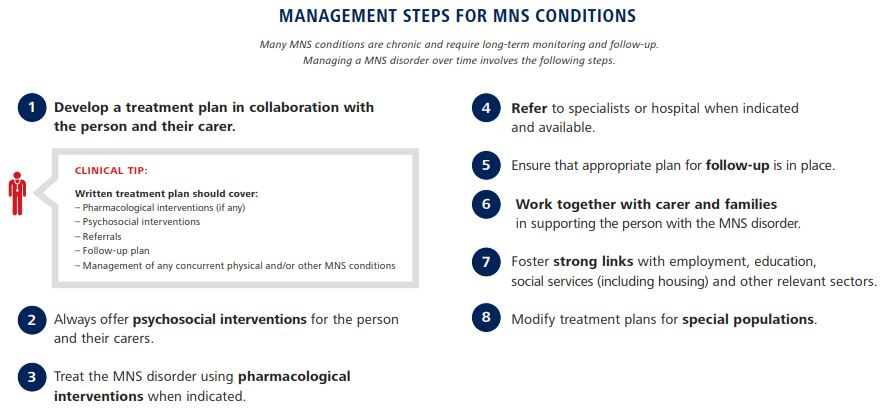 MANAGEMENT STEPS FOR MNS CONDITIONS
Many MNS conditions are chronic and require long-term monitoring and follow-up.
Managing a MNS disorder over time involves the following steps.
1 Develop a treatment plan in collaboration with
the person and their carer.
CLINICAL TIP:
Written treatment plan should cover:
– Pharmacological interventions (if any)
– Psychosocial interventions
– Referrals
– Follow-up plan
– Management of any concurrent physical and/or other MNS conditions
2 Always offer psychosocial interventions for the person
and their carers.
3 Treat the MNS disorder using pharmacological
interventions when indicated.
4 Refer to specialists or hospital when indicated
and available.
5 Ensure that appropriate plan for follow-up is in place.
6 Work together with carer and families
in supporting the person with the MNS disorder.
7 Foster strong links with employment, education,
social services (including housing) and other relevant sectors.
8 Modify treatment plans for special populations.